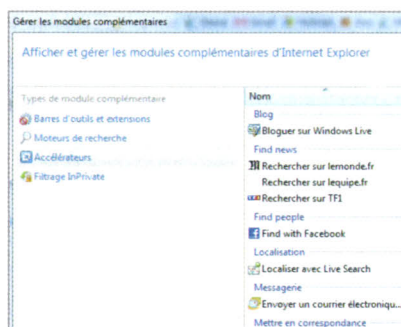 Gérer les modules complémentaires
Afficher et gérer les modules complémentaires d'Internet Explorer
Types de module complémentaire
Barres d'outils et extensions
Moteurs de recherche
Accélérateurs
Filtrage InPrivate
Nom
Blog
Bloguer sur Windows Live
Find news
Rechercher sur lemonde.fr
Rechercher sur lequipe.fr
Rechercher sur TF1
Find people
Find with Facebook
Localisation
Localiser avec Live Search
Messagerie
Envoyer un courrier électroniqu...
Mettre en correspondance